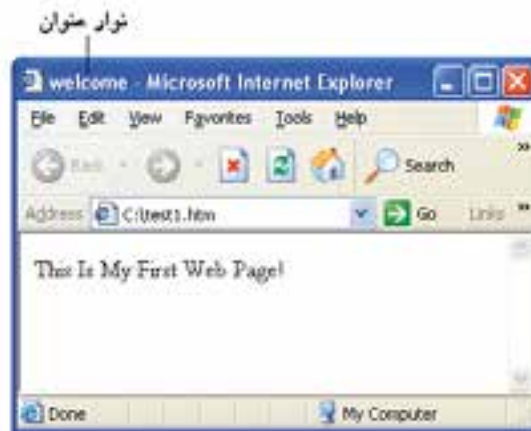 نوار عنوان
welcome - Microsoft Internet Explorer
File Edit View Favorites Tools Help
Back Search
Address C:\test1.htm Go Links
This Is My First Web Page!
Done My Computer